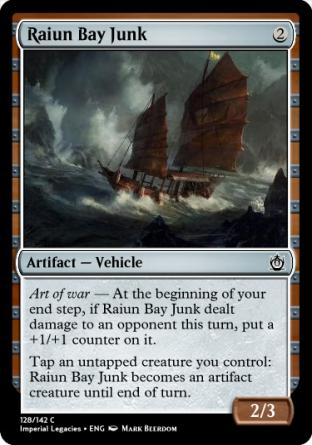 Raiun Bay Junk 2
Artifact — Vehicle
Art of war — At the beginning of your
end step, if Raiun Bay Junk dealt
damage to an opponent this turn, put a
+1/+1 counter on it.
Tap an untapped creature you control:
Raiun Bay Junk becomes an artifact
creature until end of turn.
2/3
128/142 C
Imperial Legacies • ENG Mark Beerdom